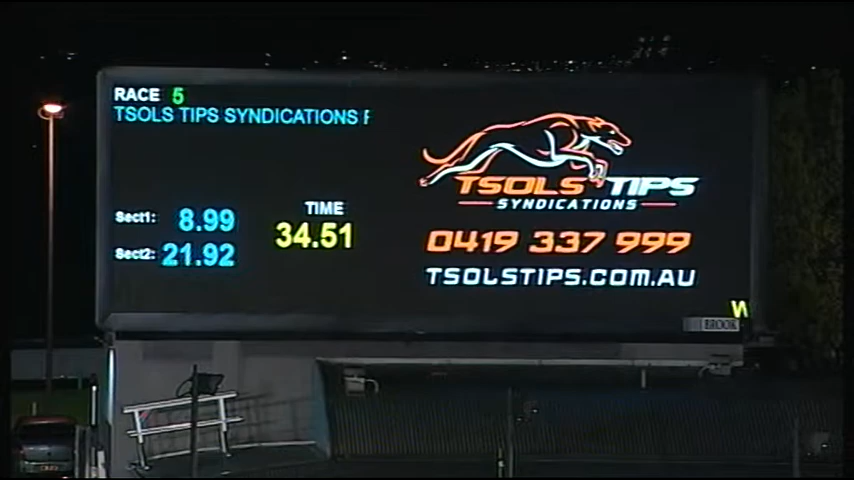 RACE 5
TSOLS TIPS SYNDICATIONS
Sect1: 8.99
Sect2: 21.92
TIME
34.51
TSOLS TIPS
SYNDICATIONS
0419 337 999
TSOLSTIPS.COM.AU
W
BROOK